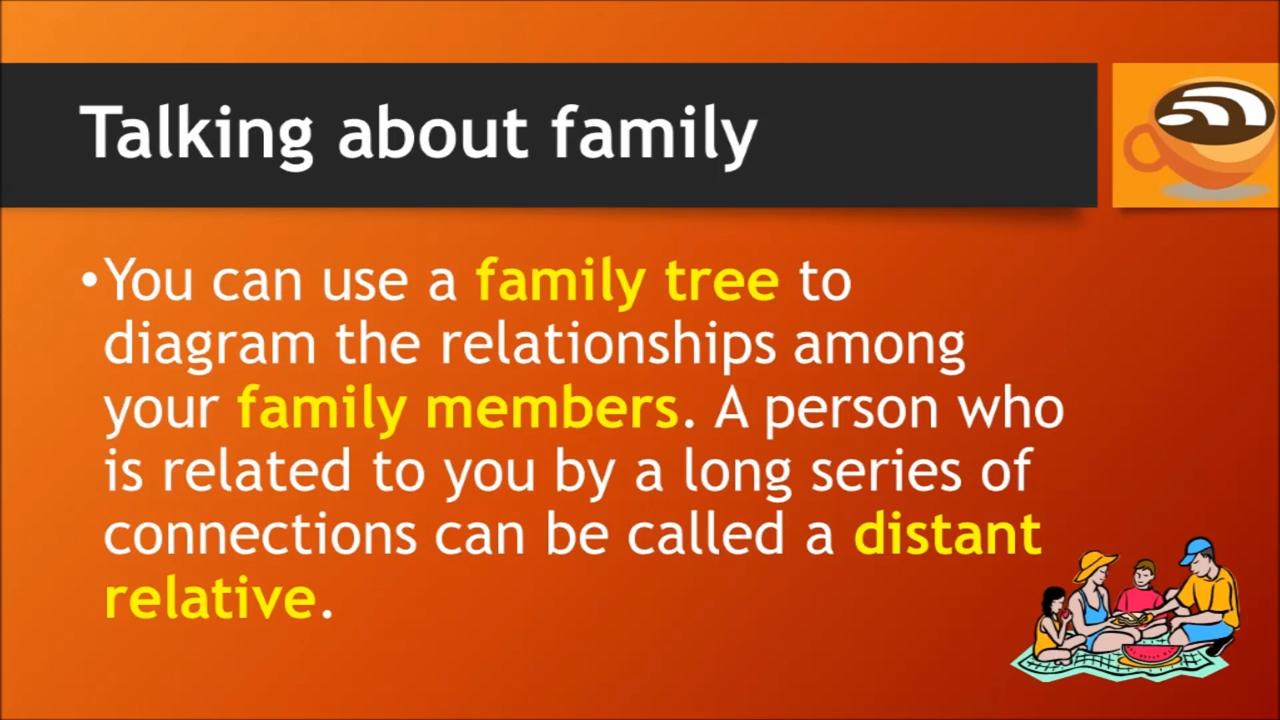 Talking about family
•You can use a family tree to
diagram the relationships among
your family members. A person who
is related to you by a long series of
connections can be called a distant
relative.